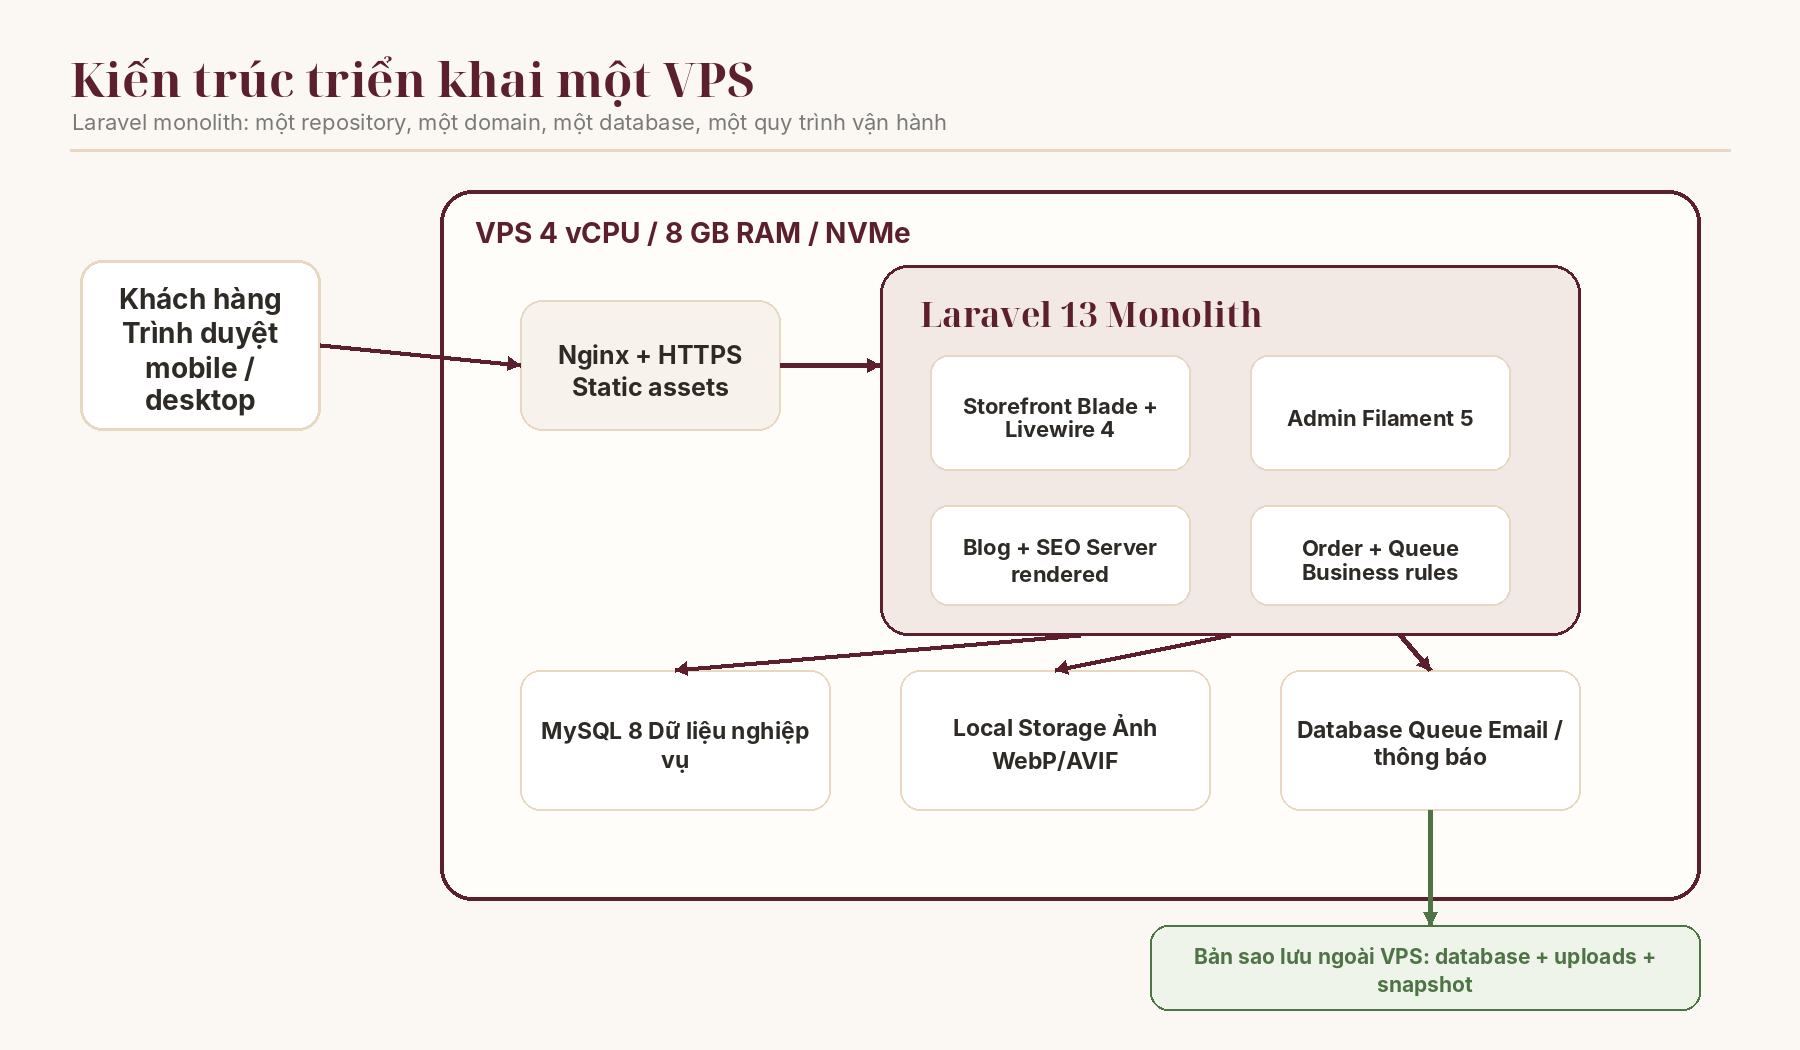 Kiến trúc triển khai một VPS
Laravel monolith: một repository, một domain, một database, một quy trình vận hành
VPS 4 vCPU / 8 GB RAM / NVMe
Khách hàng
Trình duyệt
mobile /
desktop
Nginx + HTTPS
Static assets
Laravel 13 Monolith
Storefront Blade +
Livewire 4
Admin Filament 5
Blog + SEO Server
rendered
Order + Queue
Business rules
MySQL 8 Dữ liệu nghiệp
vụ
Local Storage Ảnh
WebP/AVIF
Database Queue Email /
thông báo
Bản sao lưu ngoài VPS: database + uploads +
snapshot